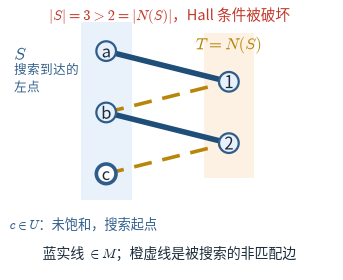 |S| = 3 > 2 = |N(S)|，Hall 条件被破坏
S
T = N(S)
搜索到达的
左点
a
1
b
2
c
c ∈ U：未饱和，搜索起点
蓝实线 ∈ M；橙虚线是被搜索的非匹配边